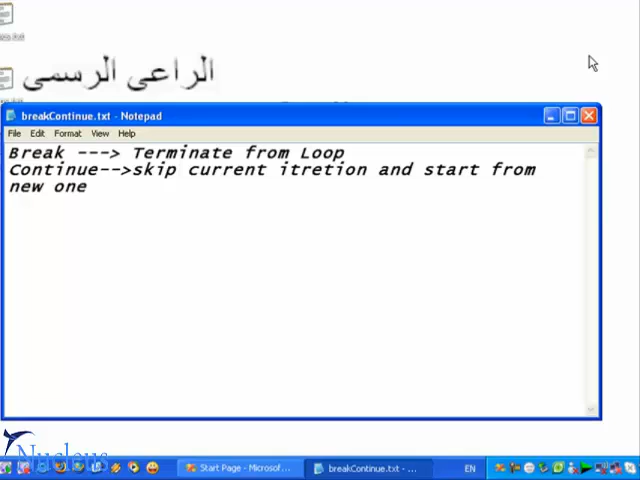 الراعى الرسمى
breakContinue.txt - Notepad
File Edit Format View Help
Break ---> Terminate from Loop
Continue-->skip current itretion and start from
new one
Nucleus
Start Page - Microsof...
breakContinue.txt - ...
EN